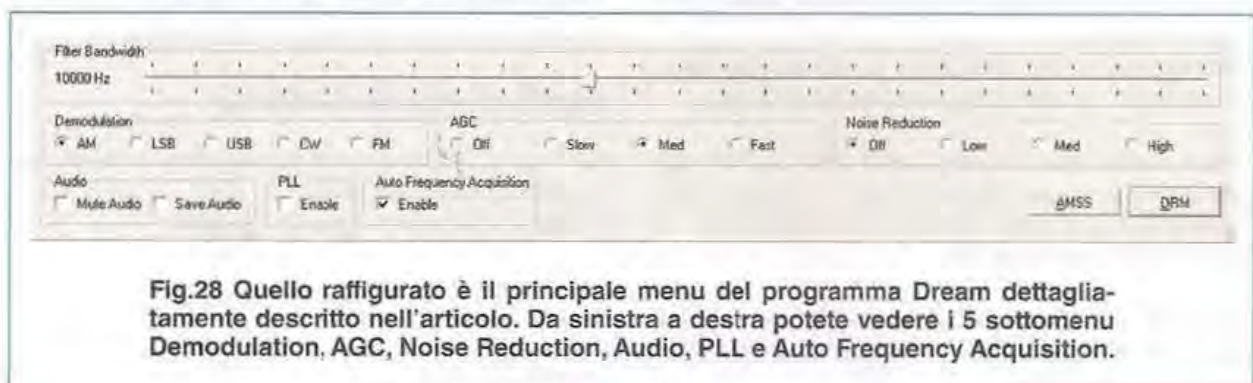 Filter Bandwidth
10000 Hz
Demodulation AGC Noise Reduction
AM LSB USB CW FM Off Slow Med Fast Off Low Med High
Audio PLL Auto Frequency Acquisition
Mute Audio Save Audio Enable Enable AMSS DRM
Fig.28 Quello raffigurato è il principale menu del programma Dream dettaglia-
tamente descritto nell'articolo. Da sinistra a destra potete vedere i 5 sottomenu
Demodulation, AGC, Noise Reduction, Audio, PLL e Auto Frequency Acquisition.